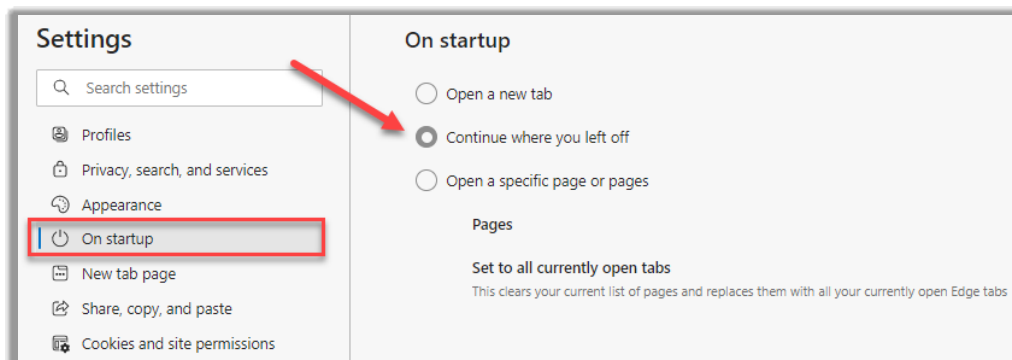 Settings
Search settings
Profiles
Privacy, search, and services
Appearance
On startup
New tab page
Share, copy, and paste
Cookies and site permissions
On startup
Open a new tab
Continue where you left off
Open a specific page or pages
Pages
Set to all currently open tabs
This clears your current list of pages and replaces them with all your currently open Edge tabs